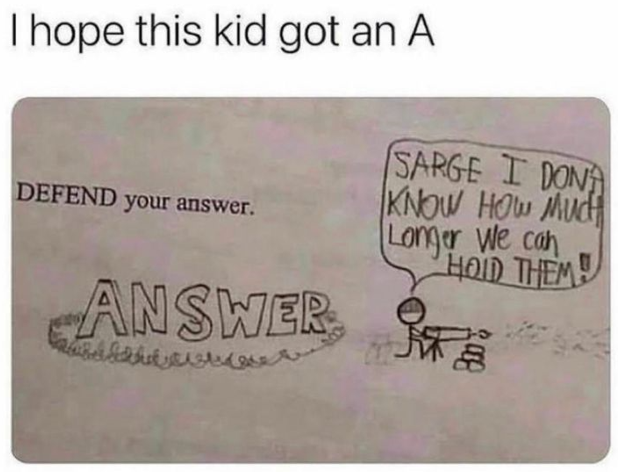 I hope this kid got an A
DEFEND your answer.
ANSWER
SARGE I DON'T
KNOW HOW MUCH
Longer We can
HOLD THEM!